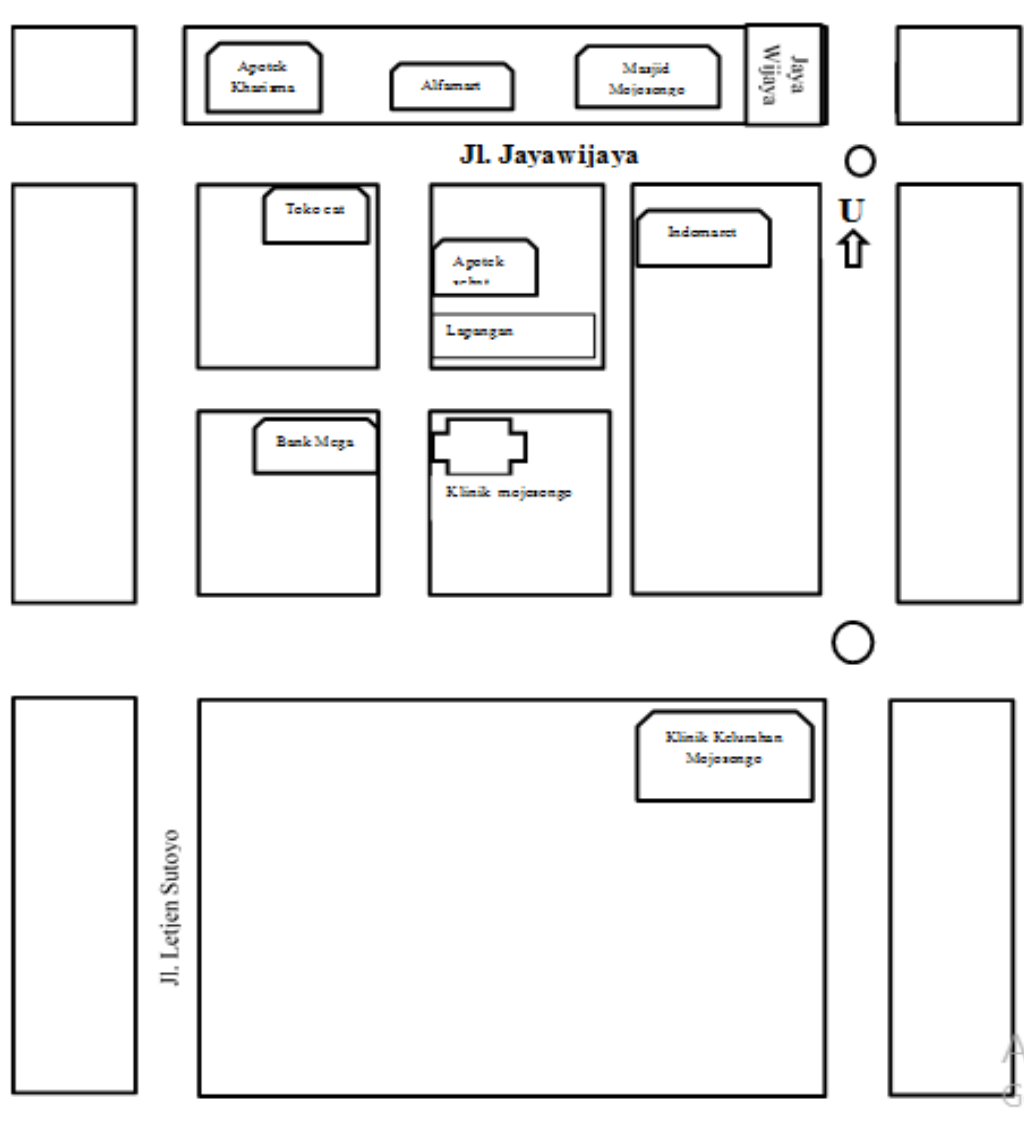 Apotek
Kharisma
Alfamart
Masjid
Mojosongo
Jaya
Wijaya
Jl. Jayawijaya
U
Toko cat
Apotek
sehat
Indomaret
Lapangan
Bank Mega
Klinik mojosongo
Klinik Kelurahan
Mojosongo
Jl. Letjen Sutoyo